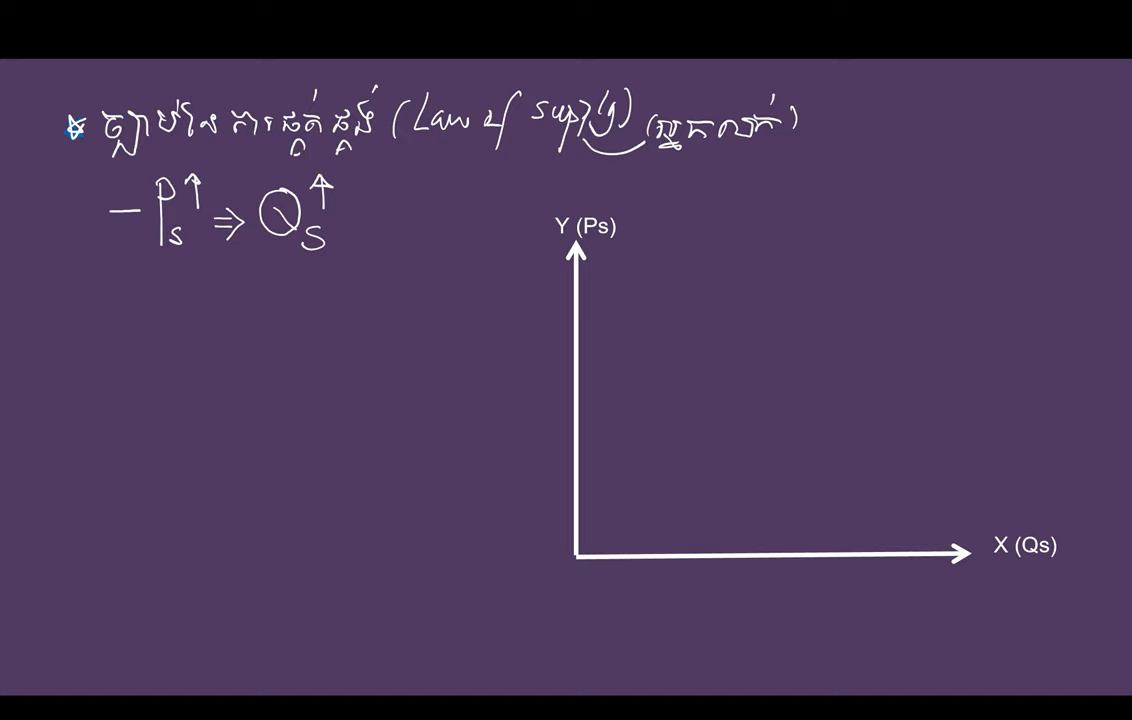 ច្បាប់នៃការផ្គត់ផ្គង់ (Law of supply) (អ្នកលក់)
- Ps↑ ⇒ Qs↑
Y (Ps)
X (Qs)